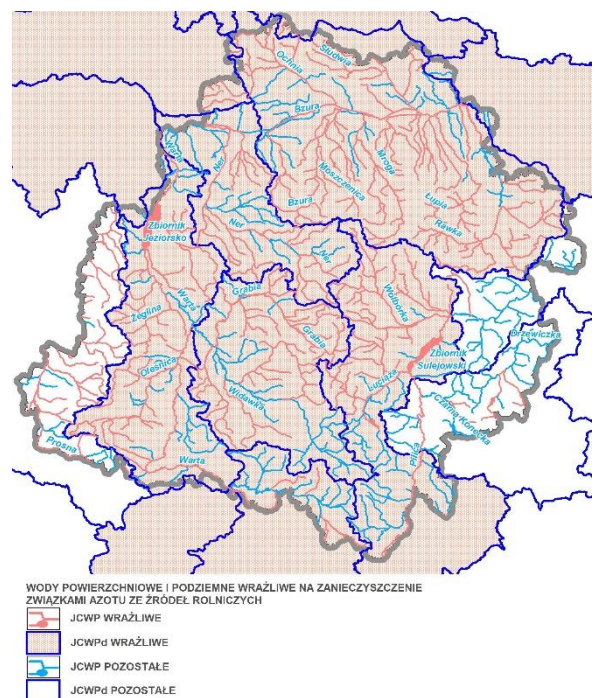 Ochnia
Słudwia
Bzura
Warta
Ner
Moszczenica
Mroga
Bzura
Łupia
Rawka
Ner
Zbiornik
Jeziorsko
Ner
Grabia
Wolbórka
Warta
Żeglina
Drzewiczka
Grabia
Zbiornik
Sulejowski
Oleśnica
Luciąża
Widawka
Czarna Konecka
Prosna
Warta
Pilica
WODY POWIERZCHNIOWE I PODZIEMNE WRAŻLIWE NA ZANIECZYSZCZENIE
ZWIĄZKAMI AZOTU ZE ŹRÓDEŁ ROLNICZYCH
JCWP WRAŻLIWE
JCWPd WRAŻLIWE
JCWP POZOSTAŁE
JCWPd POZOSTAŁE